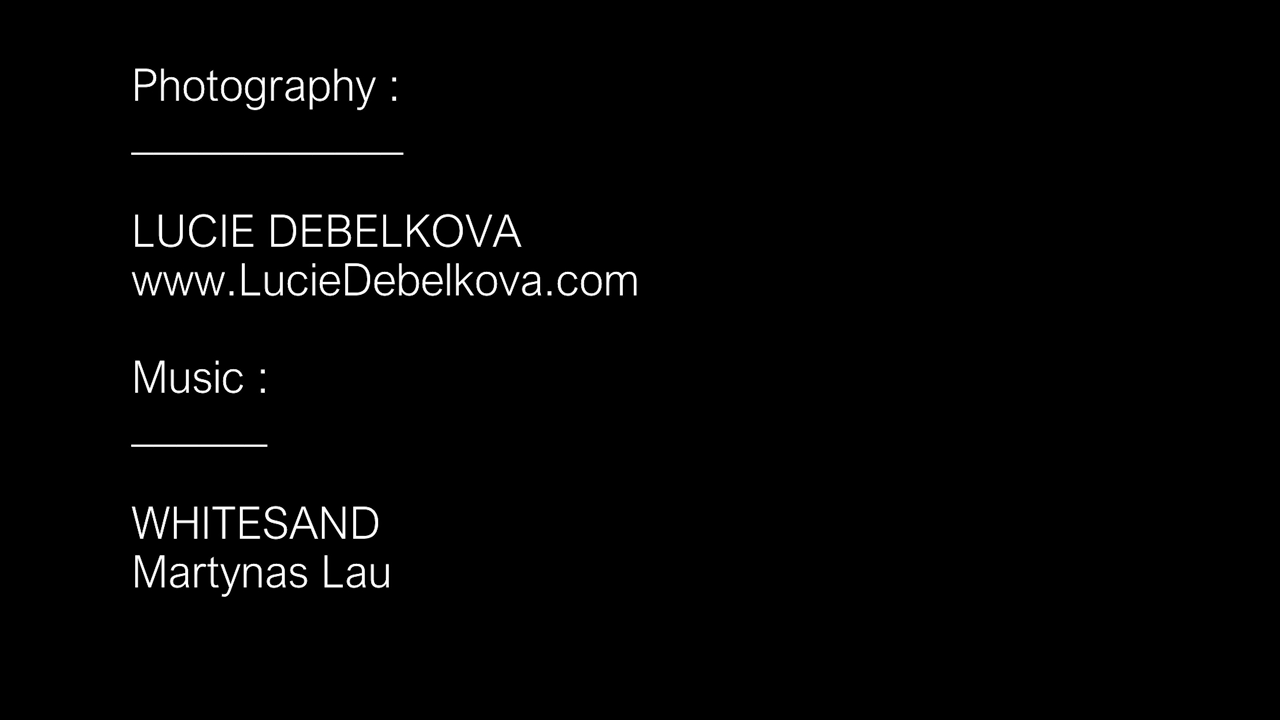 Photography :
LUCIE DEBELKOVA
www.LucieDebelkova.com
Music :
WHITESAND
Martynas Lau